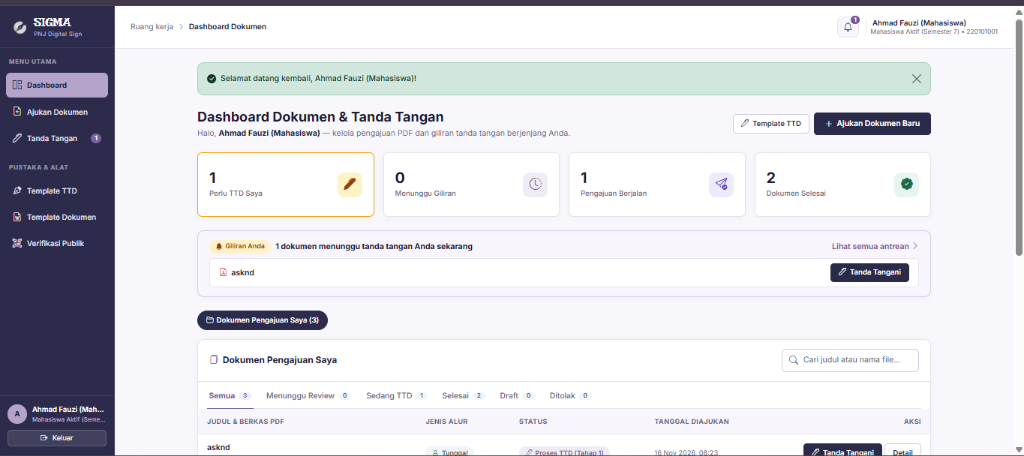 SIGMA
PNJ Digital Sign
MENU UTAMA
Dashboard
Ajukan Dokumen
Tanda Tangan 1
PUSTAKA & ALAT
Template TTD
Template Dokumen
Verifikasi Publik
A
Ahmad Fauzi (Mah...
Mahasiswa Aktif (Seme...
Keluar
Ruang kerja > Dashboard Dokumen
1
Ahmad Fauzi (Mahasiswa)
Mahasiswa Aktif (Semester 7) • 220101001
Selamat datang kembali, Ahmad Fauzi (Mahasiswa)!
Dashboard Dokumen & Tanda Tangan
Halo, Ahmad Fauzi (Mahasiswa) — kelola pengajuan PDF dan giliran tanda tangan berjenjang Anda.
Template TTD
+ Ajukan Dokumen Baru
1
Perlu TTD Saya
0
Menunggu Giliran
1
Pengajuan Berjalan
2
Dokumen Selesai
Giliran Anda 1 dokumen menunggu tanda tangan Anda sekarang
Lihat semua antrean >
asknd
Tanda Tangani
Dokumen Pengajuan Saya (3)
Dokumen Pengajuan Saya
Cari judul atau nama file...
Semua 3 Menunggu Review 0 Sedang TTD 1 Selesai 2 Draft 0 Ditolak 0
JUDUL & BERKAS PDF JENIS ALUR STATUS TANGGAL DIAJUKAN AKSI
asknd
Tunggal Proses TTD (Tahap 1) 16 Nov 2026, 08:23 Tanda Tangani Detail